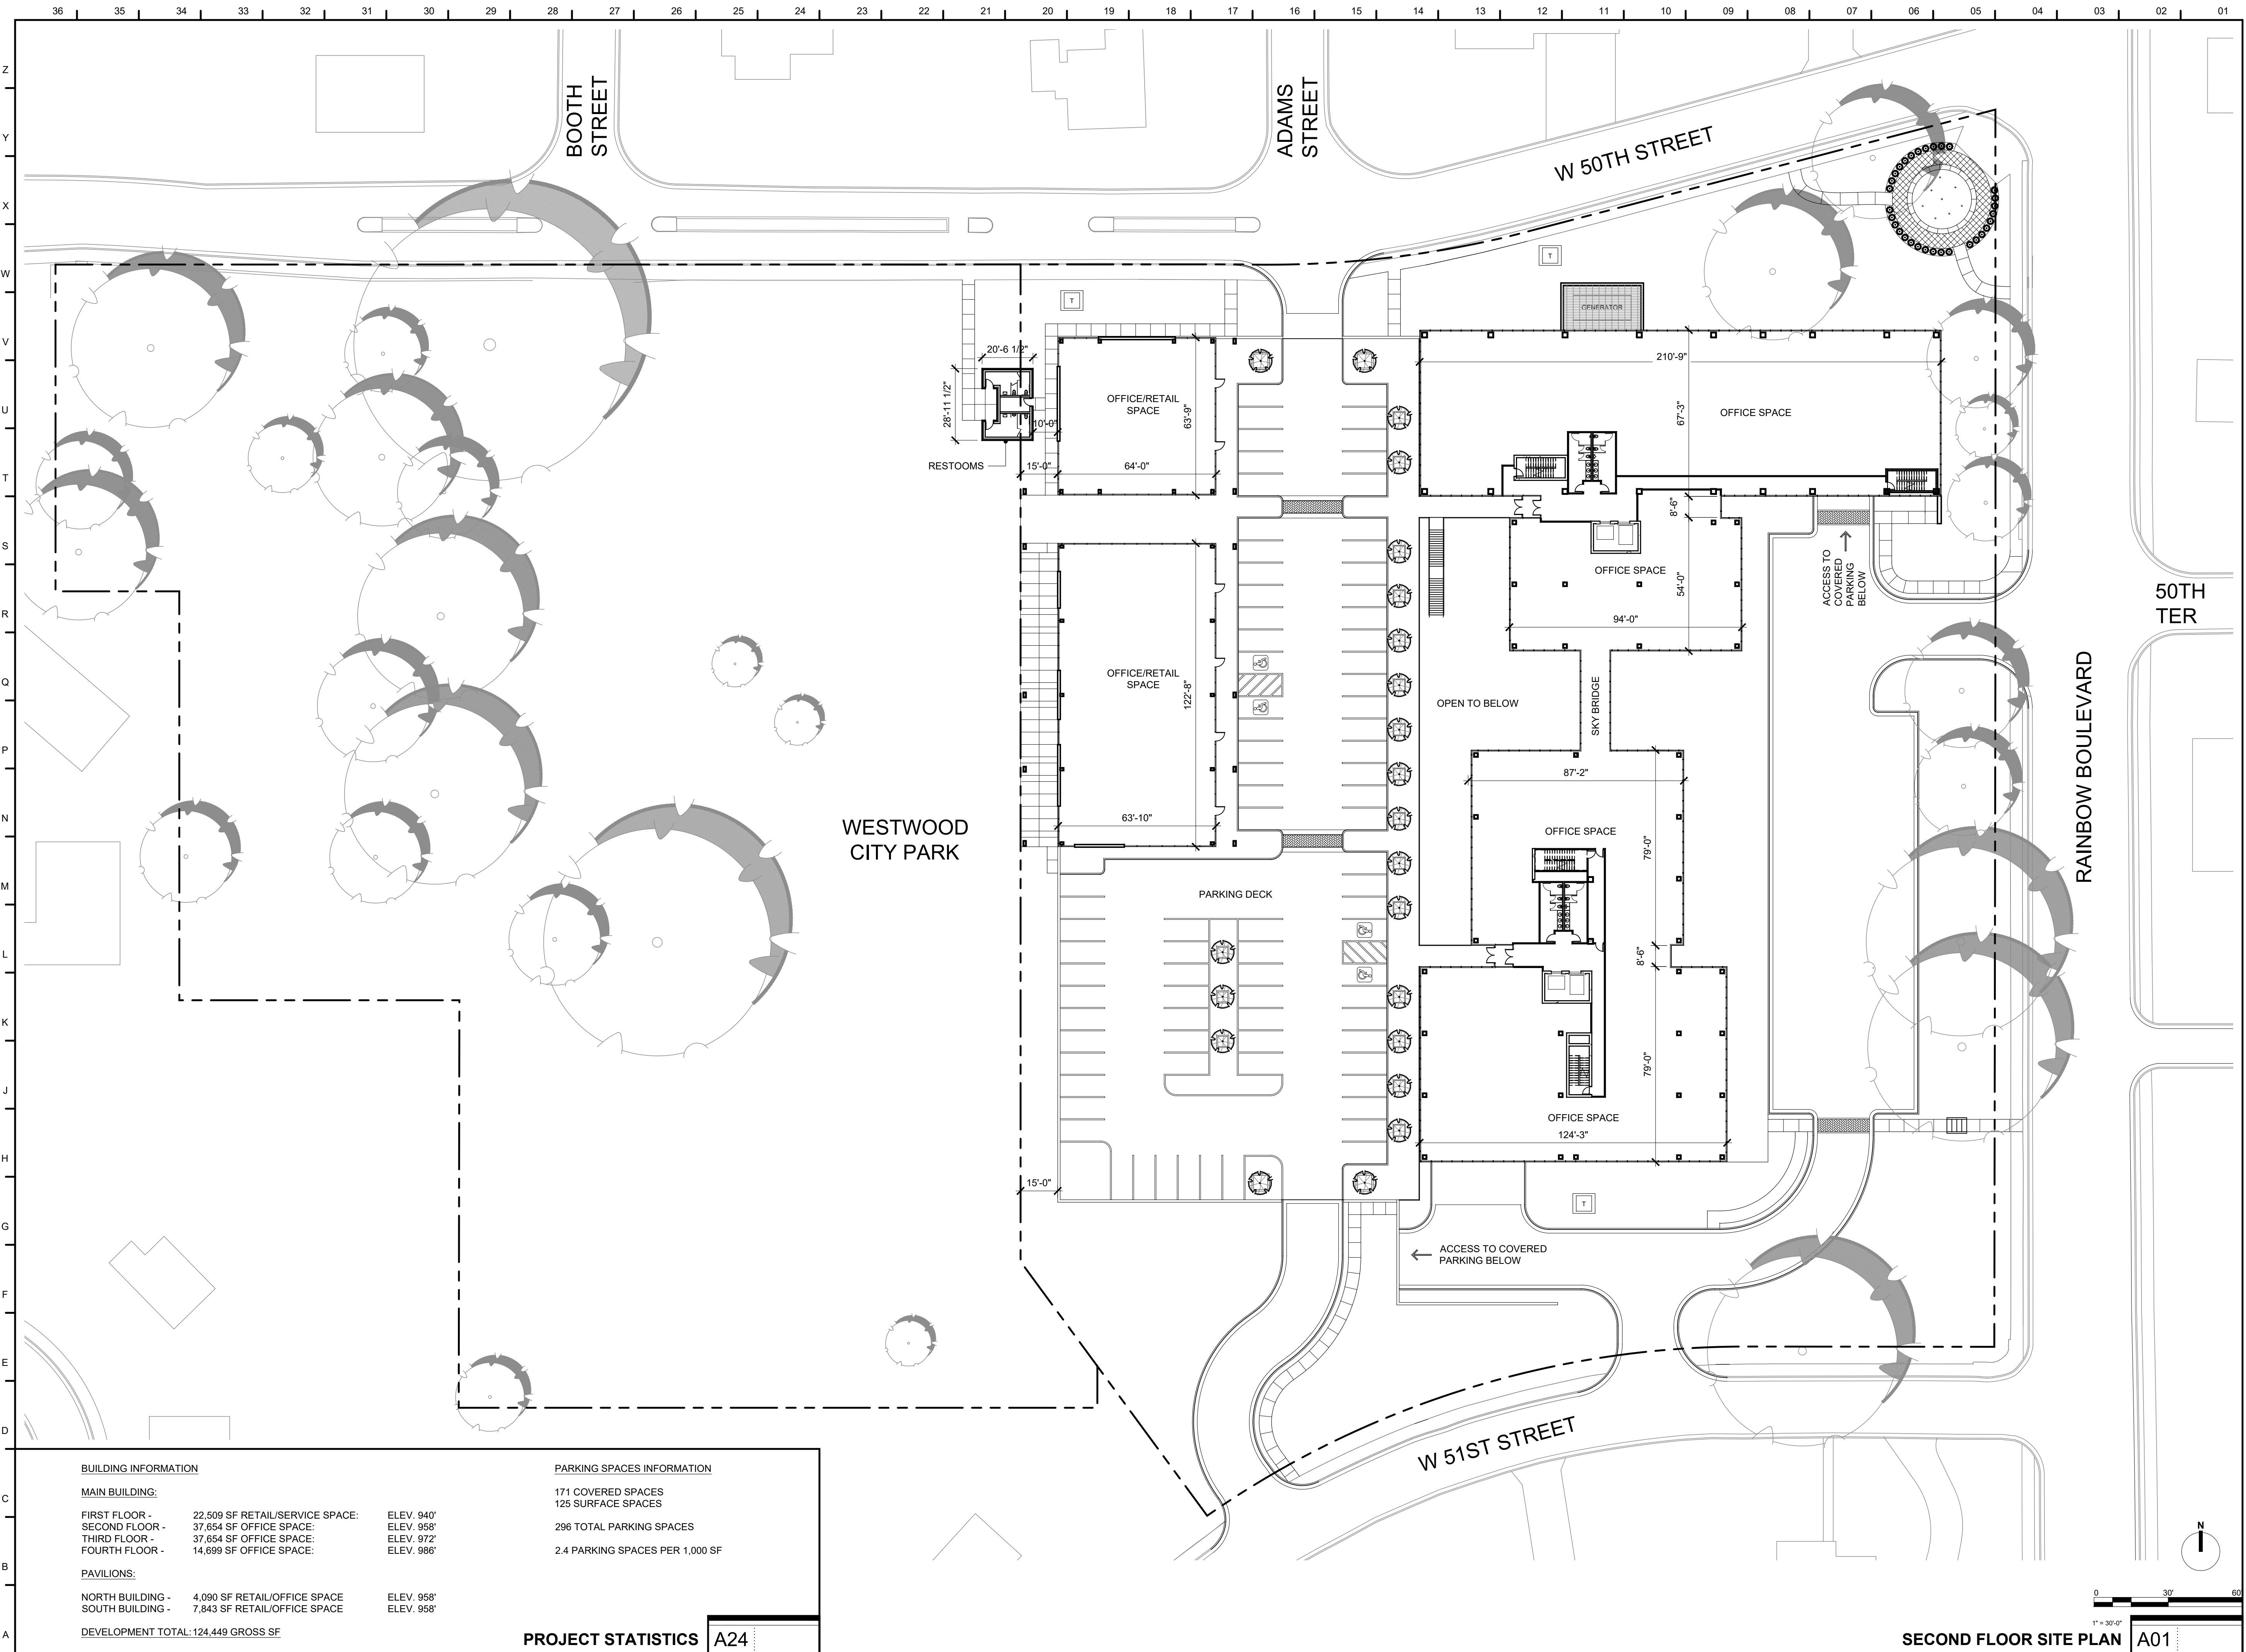 36 35 34 33 32 31 30 29 28 27 26 25 24 23 22 21 20 19 18 17 16 15 14 13 12 11 10 09 08 07 06 05 04 03 02 01
Z
Y
X
W
V
U
T
S
R
Q
P
N
M
L
K
J
H
G
F
E
D
C
B
A
BOOTH
STREET
ADAMS
STREET
W 50TH STREET
T
T
GENERATOR
20'-6 1/2"
28'-11 1/2"
10'-0"
RESTOOMS
15'-0"
OFFICE/RETAIL
SPACE
63'-9"
64'-0"
210'-9"
67'-3"
OFFICE SPACE
8'-6"
OFFICE SPACE
54'-0"
94'-0"
ACCESS TO
COVERED
PARKING
BELOW
50TH
TER
RAINBOW BOULEVARD
OFFICE/RETAIL
SPACE
122'-8"
63'-10"
OPEN TO BELOW
SKY BRIDGE
87'-2"
OFFICE SPACE
79'-0"
WESTWOOD
CITY PARK
PARKING DECK
8'-6"
79'-0"
OFFICE SPACE
124'-3"
15'-0"
T
ACCESS TO COVERED
PARKING BELOW
W 51ST STREET
BUILDING INFORMATION
MAIN BUILDING:
FIRST FLOOR - 22,509 SF RETAIL/SERVICE SPACE: ELEV. 940'
SECOND FLOOR - 37,654 SF OFFICE SPACE: ELEV. 958'
THIRD FLOOR - 37,654 SF OFFICE SPACE: ELEV. 972'
FOURTH FLOOR - 14,699 SF OFFICE SPACE: ELEV. 986'
PAVILIONS:
NORTH BUILDING - 4,090 SF RETAIL/OFFICE SPACE ELEV. 958'
SOUTH BUILDING - 7,843 SF RETAIL/OFFICE SPACE ELEV. 958'
DEVELOPMENT TOTAL: 124,449 GROSS SF
PARKING SPACES INFORMATION
171 COVERED SPACES
125 SURFACE SPACES
296 TOTAL PARKING SPACES
2.4 PARKING SPACES PER 1,000 SF
PROJECT STATISTICS A24
N
0 30' 60'
1" = 30'-0"
SECOND FLOOR SITE PLAN A01